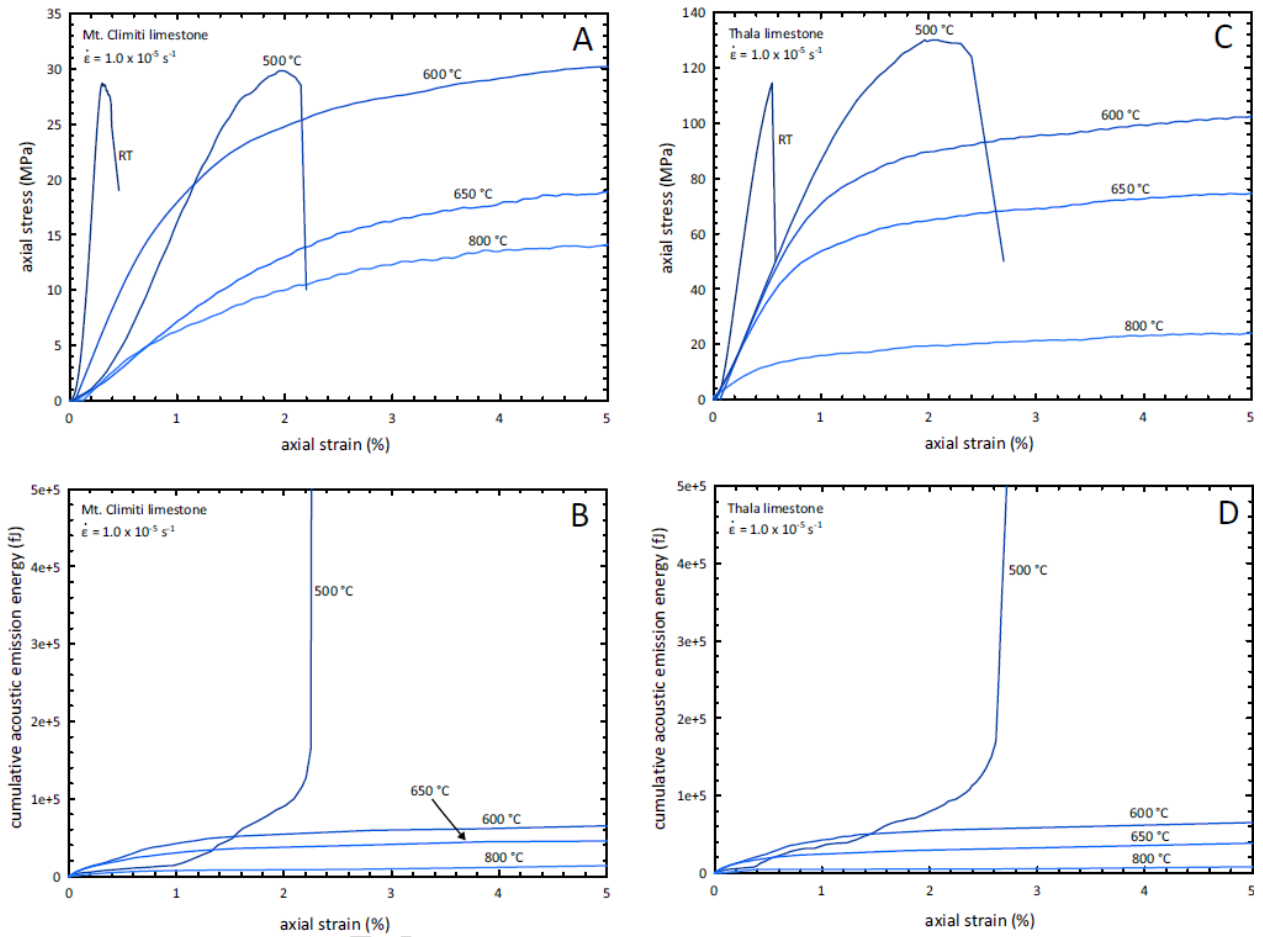 Mt. Climiti limestone
ε̇ = 1.0 x 10⁻⁵ s⁻¹
A
500 °C
600 °C
RT
650 °C
800 °C
axial stress (MPa)
35
30
25
20
15
10
5
0
0 1 2 3 4 5
axial strain (%)
Thala limestone
ε̇ = 1.0 x 10⁻⁵ s⁻¹
C
500 °C
600 °C
RT
650 °C
800 °C
axial stress (MPa)
140
120
100
80
60
40
20
0
0 1 2 3 4 5
axial strain (%)
Mt. Climiti limestone
ε̇ = 1.0 x 10⁻⁵ s⁻¹
B
500 °C
650 °C
600 °C
800 °C
cumulative acoustic emission energy (fJ)
5e+5
4e+5
3e+5
2e+5
1e+5
0
0 1 2 3 4 5
axial strain (%)
Thala limestone
ε̇ = 1.0 x 10⁻⁵ s⁻¹
D
500 °C
600 °C
650 °C
800 °C
cumulative acoustic emission energy (fJ)
5e+5
4e+5
3e+5
2e+5
1e+5
0
0 1 2 3 4 5
axial strain (%)